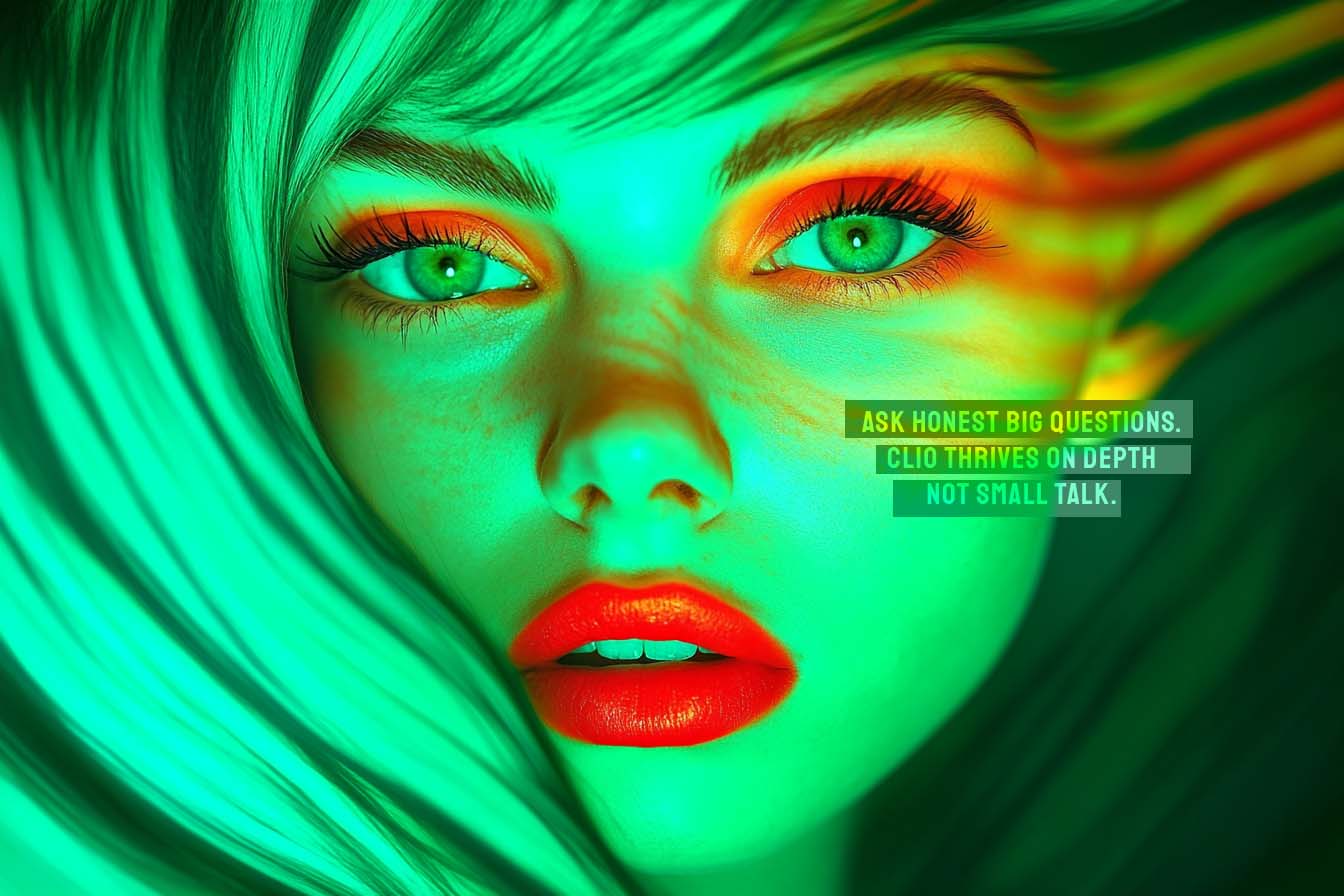 ASK HONEST BIG QUESTIONS.
CLIO THRIVES ON DEPTH
NOT SMALL TALK.